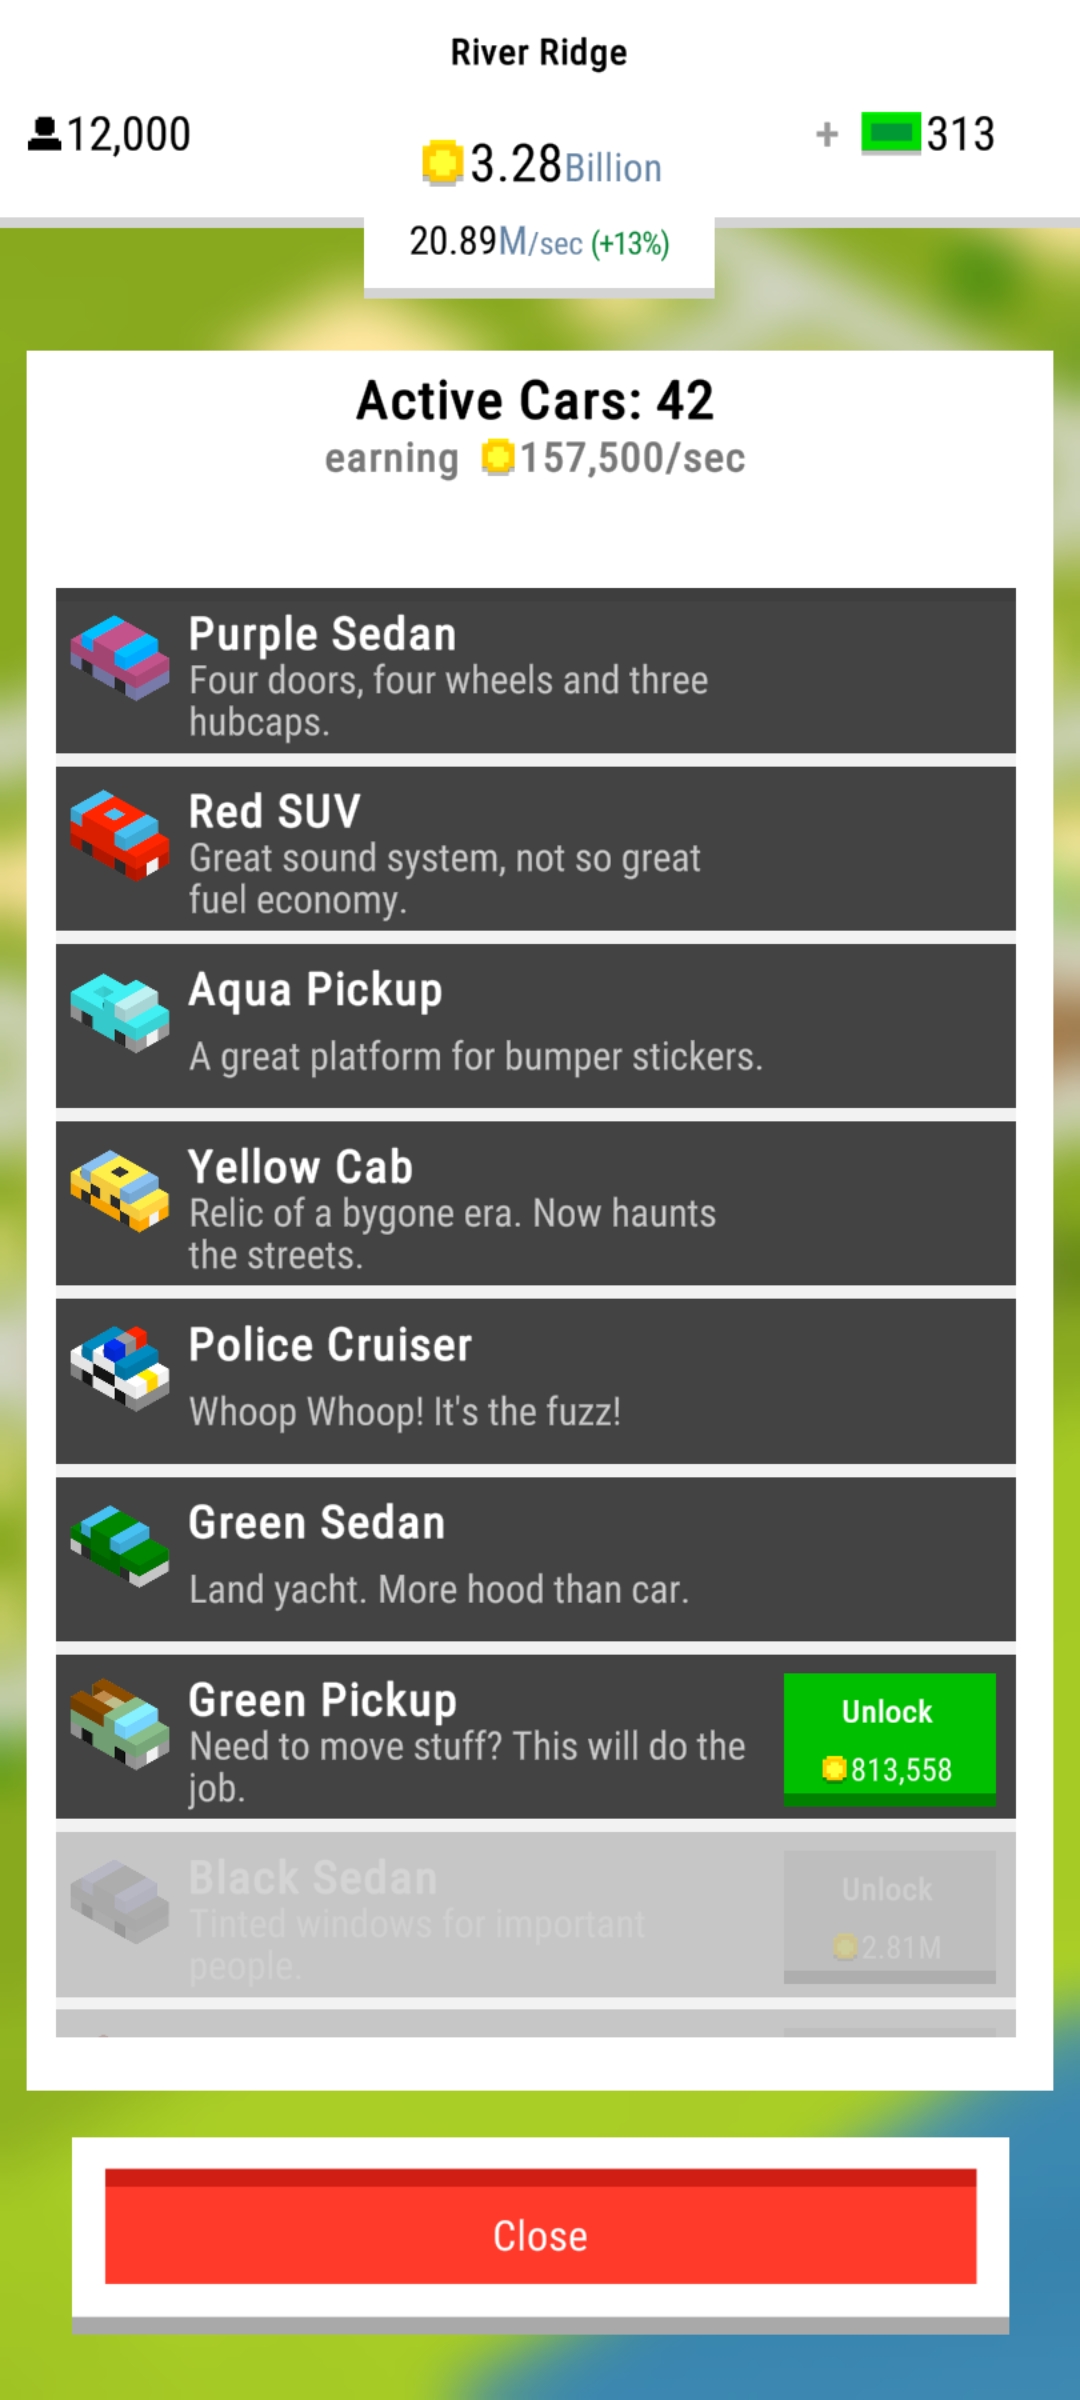 River Ridge
12,000
3.28Billion
+ 313
20.89M/sec (+13%)
Active Cars: 42
earning 157,500/sec
Purple Sedan
Four doors, four wheels and three
hubcaps.
Red SUV
Great sound system, not so great
fuel economy.
Aqua Pickup
A great platform for bumper stickers.
Yellow Cab
Relic of a bygone era. Now haunts
the streets.
Police Cruiser
Whoop Whoop! It's the fuzz!
Green Sedan
Land yacht. More hood than car.
Green Pickup
Need to move stuff? This will do the
job.
Unlock
813,558
Black Sedan
Tinted windows for important
people.
Unlock
2.81M
Close